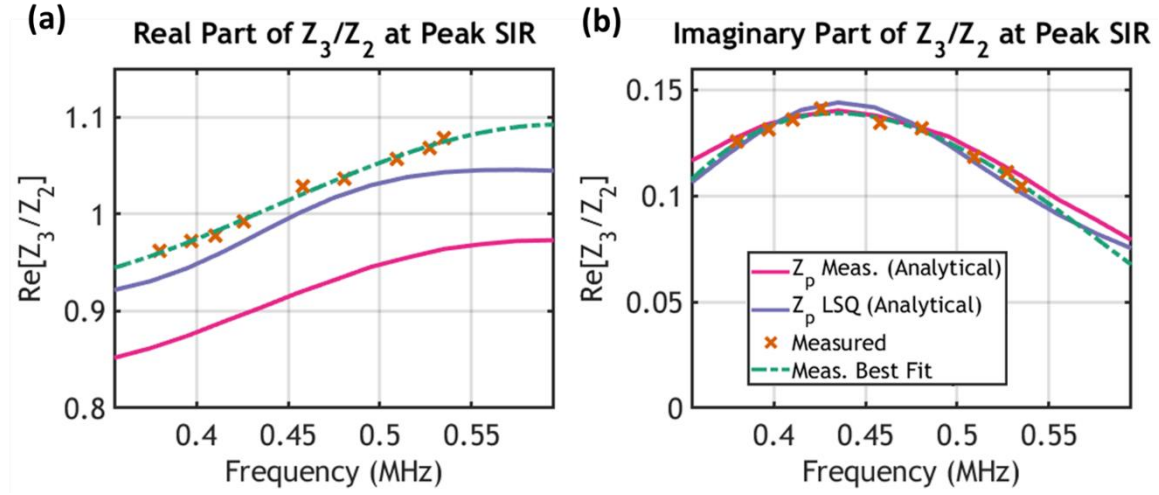 (a)
Real Part of Z3/Z2 at Peak SIR
Re[Z3 / Z2]
1.1
1
0.9
0.8
0.4
0.45
0.5
0.55
Frequency (MHz)
(b)
Imaginary Part of Z3/Z2 at Peak SIR
Re[Z3 / Z2]
0.15
0.1
0.05
0
0.4
0.45
0.5
0.55
Frequency (MHz)
Zp Meas. (Analytical)
Zp LSQ (Analytical)
Measured
Meas. Best Fit